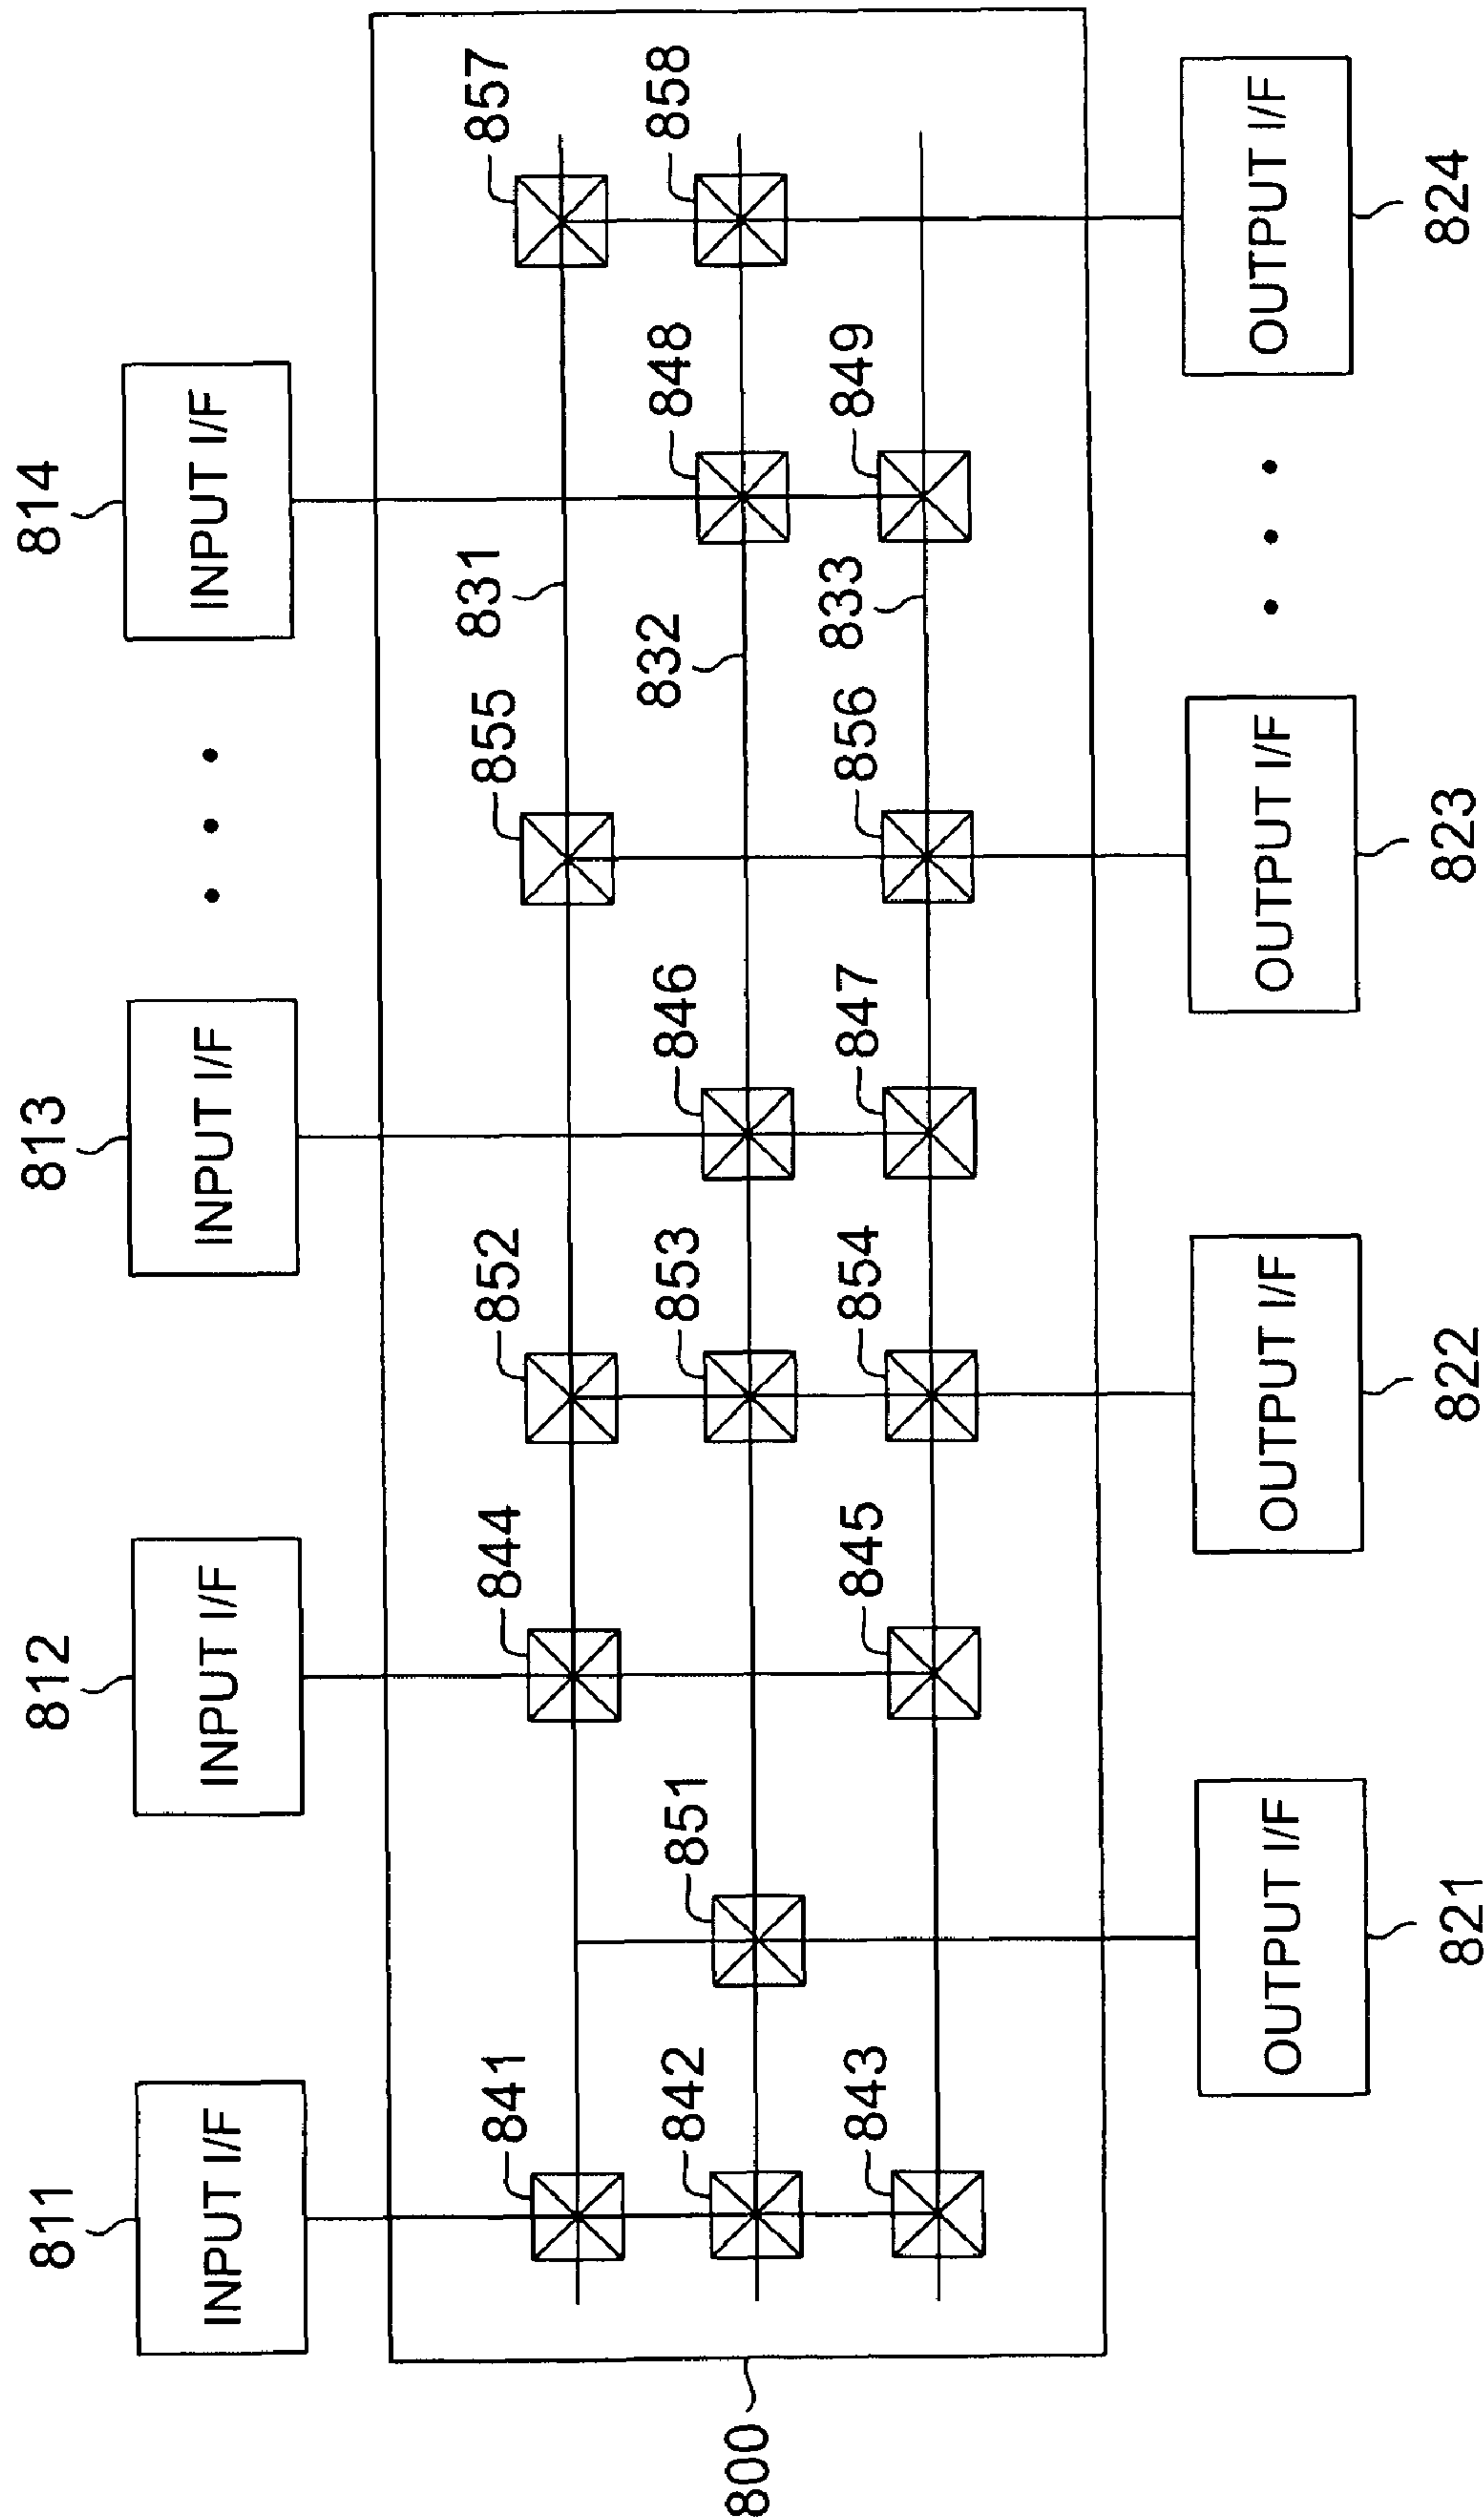 811
812
813
814
INPUT I/F
INPUT I/F
INPUT I/F
• • •
INPUT I/F
841
844
852
855
831
857
842
851
853
846
832
848
858
843
845
854
847
856
833
849
800
OUTPUT I/F
OUTPUT I/F
OUTPUT I/F
• • •
OUTPUT I/F
821
822
823
824